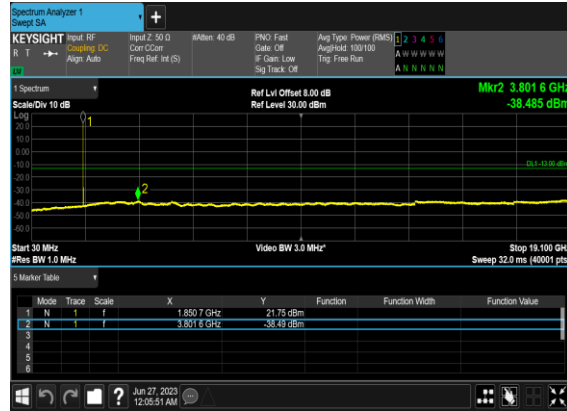 Spectrum Analyzer 1
Swept SA
+
KEYSIGHT Input: RF Input Z: 50 Ω #Atten: 40 dB PNO: Fast Avg Type: Power (RMS) 1 2 3 4 5 6
R T Coupling: DC Corr CCorr Gate: Off Avg|Hold: 100/100 A W W W W W
Align: Auto Freq Ref: Int (S) IF Gain: Low Trig: Free Run
Sig Track: Off A N N N N N
1 Spectrum Ref Lvl Offset 8.00 dB Mkr2 3.801 6 GHz
Scale/Div 10 dB Ref Level 30.00 dBm -38.485 dBm
Log
1
20.0
10.0
0.00
-10.0 DL1 -13.00 dBm
-20.0
-30.0 2
-40.0
-50.0
-60.0
Start 30 MHz Video BW 3.0 MHz* Stop 19.100 GHz
#Res BW 1.0 MHz Sweep 32.0 ms (40001 pts)
5 Marker Table
Mode Trace Scale X Y Function Function Width Function Value
1 N 1 f 1.850 7 GHz 21.75 dBm
2 N 1 f 3.801 6 GHz -38.49 dBm
3
4
5
6
? Jun 27, 2023
12:05:51 AM